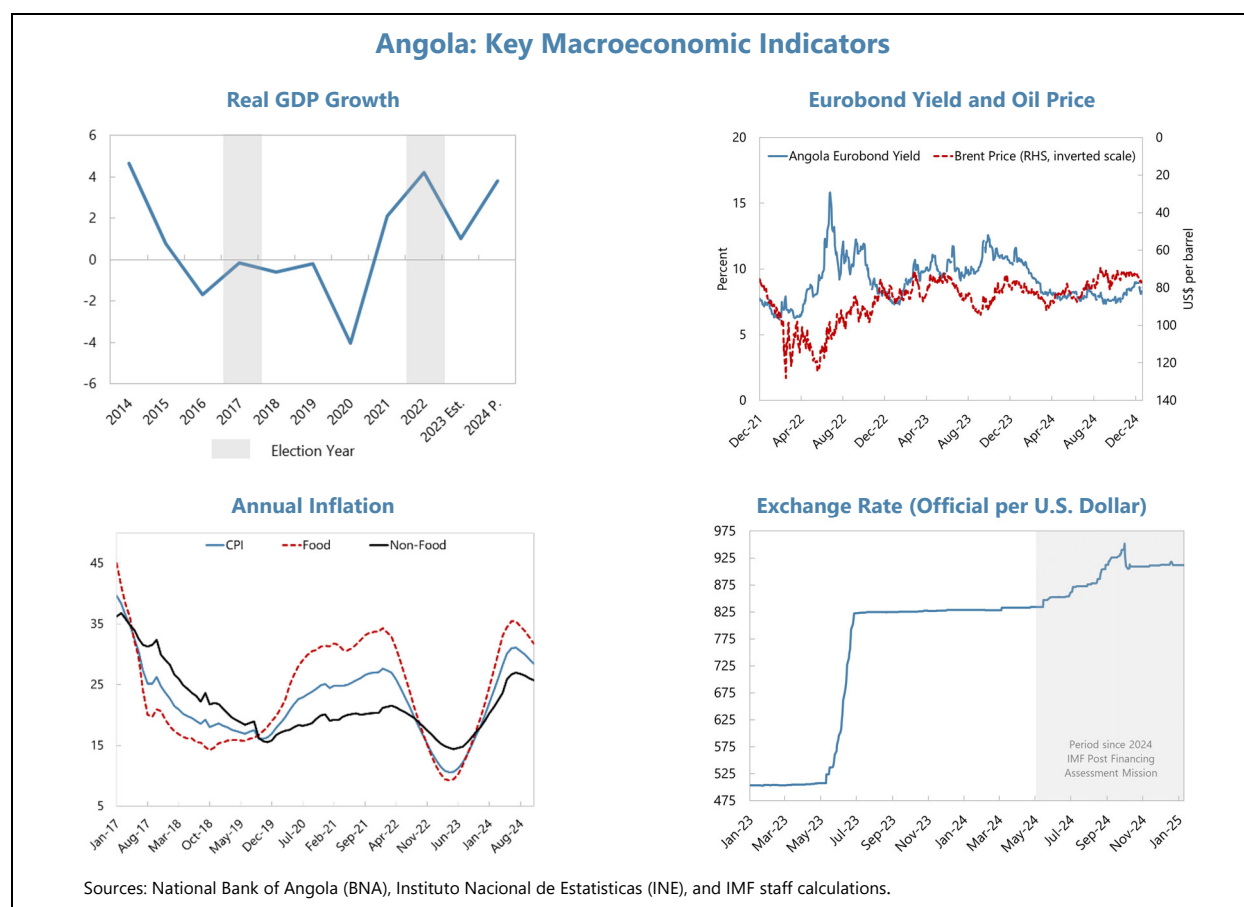 Angola: Key Macroeconomic Indicators
Real GDP Growth
6
4
2
0
-2
-4
-6
2014
2015
2016
2017
2018
2019
2020
2021
2022
2023 Est.
2024 P.
Election Year
Eurobond Yield and Oil Price
20
15
10
5
0
Percent
Angola Eurobond Yield
Brent Price (RHS, inverted scale)
0
20
40
60
80
100
120
140
US$ per barrel
Dec-21
Apr-22
Aug-22
Dec-22
Apr-23
Aug-23
Dec-23
Apr-24
Aug-24
Dec-24
Annual Inflation
45
35
25
15
5
CPI
Food
Non-Food
Jan-17
Aug-17
Mar-18
Oct-18
May-19
Dec-19
Jul-20
Feb-21
Sep-21
Apr-22
Nov-22
Jun-23
Jan-24
Aug-24
Exchange Rate (Official per U.S. Dollar)
975
925
875
825
775
725
675
625
575
525
475
Period since 2024
IMF Post Financing
Assessment Mission
Jan-23
Mar-23
May-23
Jul-23
Sep-23
Nov-23
Jan-24
Mar-24
May-24
Jul-24
Sep-24
Nov-24
Jan-25
Sources: National Bank of Angola (BNA), Instituto Nacional de Estatisticas (INE), and IMF staff calculations.